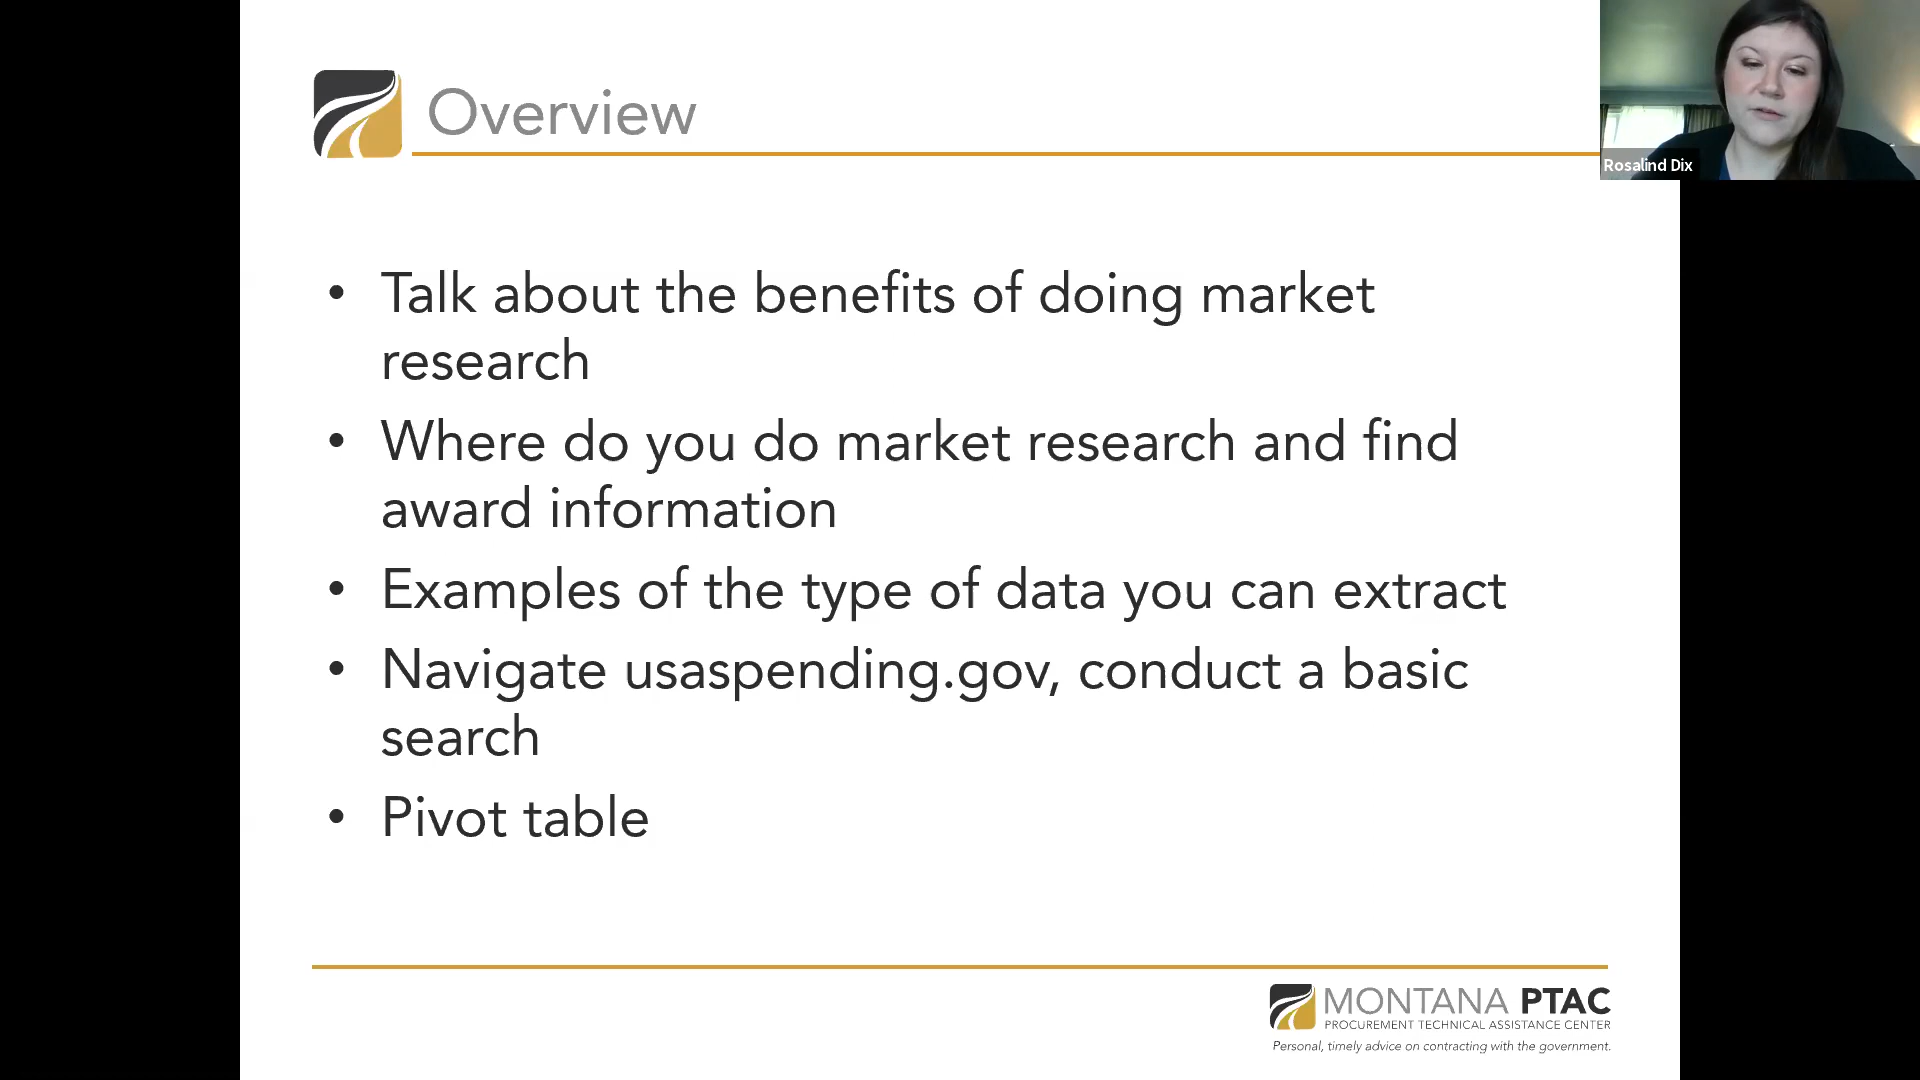 Overview
Rosalind Dix
• Talk about the benefits of doing market
research
• Where do you do market research and find
award information
• Examples of the type of data you can extract
• Navigate usaspending.gov, conduct a basic
search
• Pivot table
MONTANA PTAC
PROCUREMENT TECHNICAL ASSISTANCE CENTER
Personal, timely advice on contracting with the government.